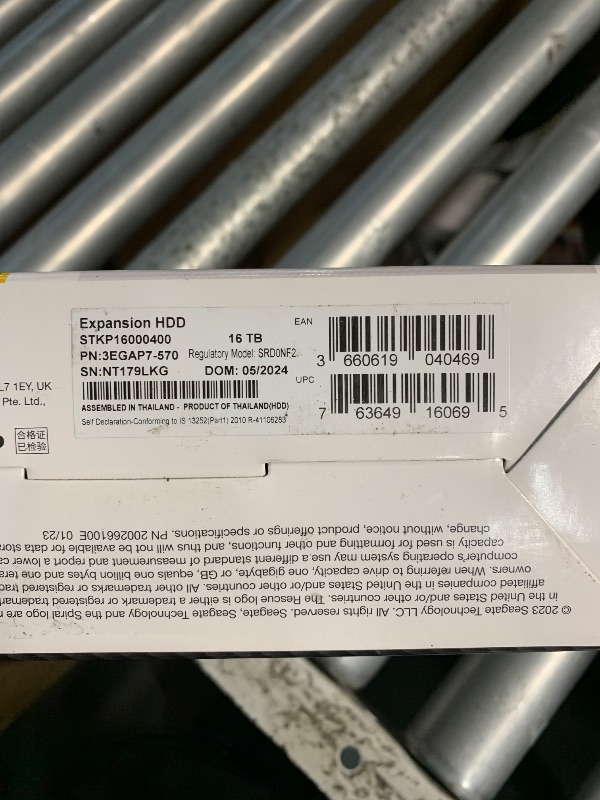 Expansion HDD
STKP16000400 16 TB
PN:3EGAP7-570 Regulatory Model: SRD0NF2
SN:NT179LKG DOM: 05/2024
ASSEMBLED IN THAILAND - PRODUCT OF THAILAND(HDD)
Self Declaration-Conforming to IS 13252(Part1) 2010 R-41106283
EAN
3 660619 040469
UPC
7 63649 16069 5
L7 1EY, UK
Pte. Ltd.,
合格证
已检验
© 2023 Seagate Technology LLC. All rights reserved. Seagate, Seagate Technology and the Spiral logo are
in the United States and/or other countries. The Rescue logo is either a trademark or registered trademark
affiliated companies in the United States and/or other countries. All other trademarks or registered
owners. When referring to drive capacity, one gigabyte, or GB, equals one billion bytes and one
computer's operating system may use a different standard of measurement and report a lower
capacity is used for formatting and other functions, and thus will not be available for data
change, without notice, product offerings or specifications. PN 200266100E 01/23